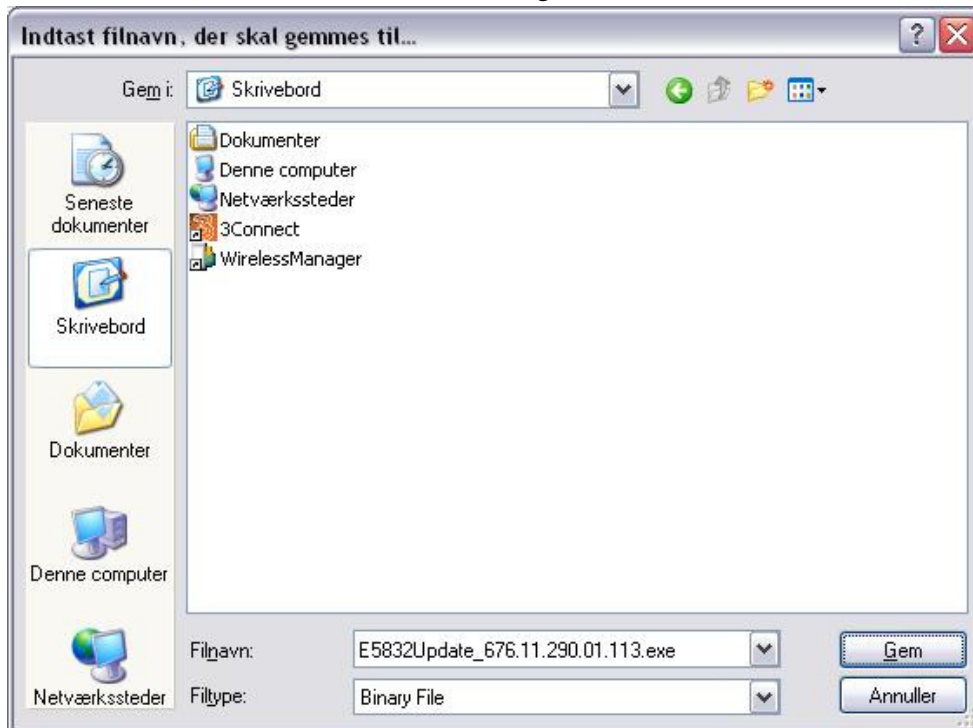 Indtast filnavn, der skal gemmes til...
Gem i:
Skrivebord
Seneste
dokumenter
Skrivebord
Dokumenter
Denne computer
Netværkssteder
Dokumenter
Denne computer
Netværkssteder
3Connect
WirelessManager
Filnavn:
E5832Update_676.11.290.01.113.exe
Gem
Filtype:
Binary File
Annuller